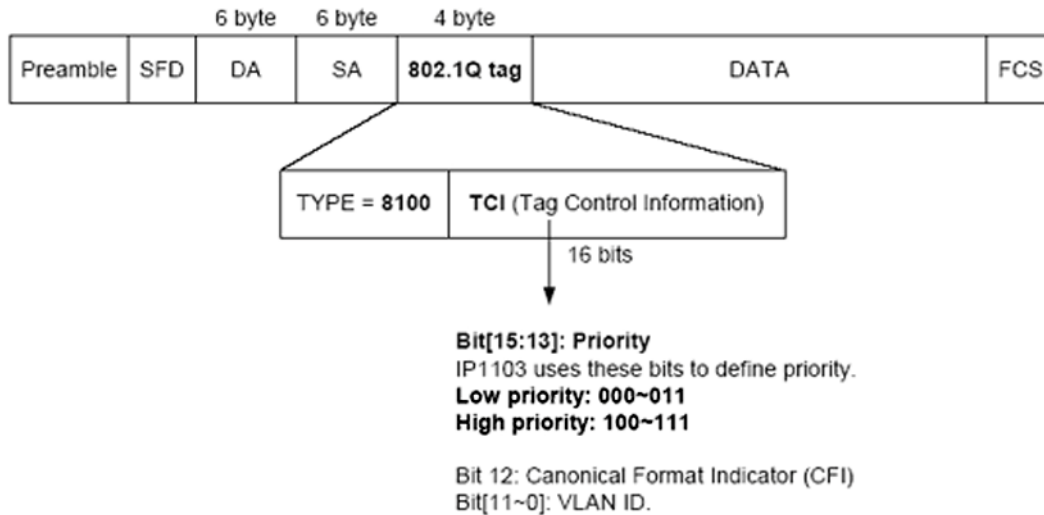 6 byte 6 byte 4 byte
Preamble SFD DA SA 802.1Q tag DATA FCS
TYPE = 8100 TCI (Tag Control Information)
16 bits
Bit[15:13]: Priority
IP1103 uses these bits to define priority.
Low priority: 000~011
High priority: 100~111
Bit 12: Canonical Format Indicator (CFI)
Bit[11~0]: VLAN ID.